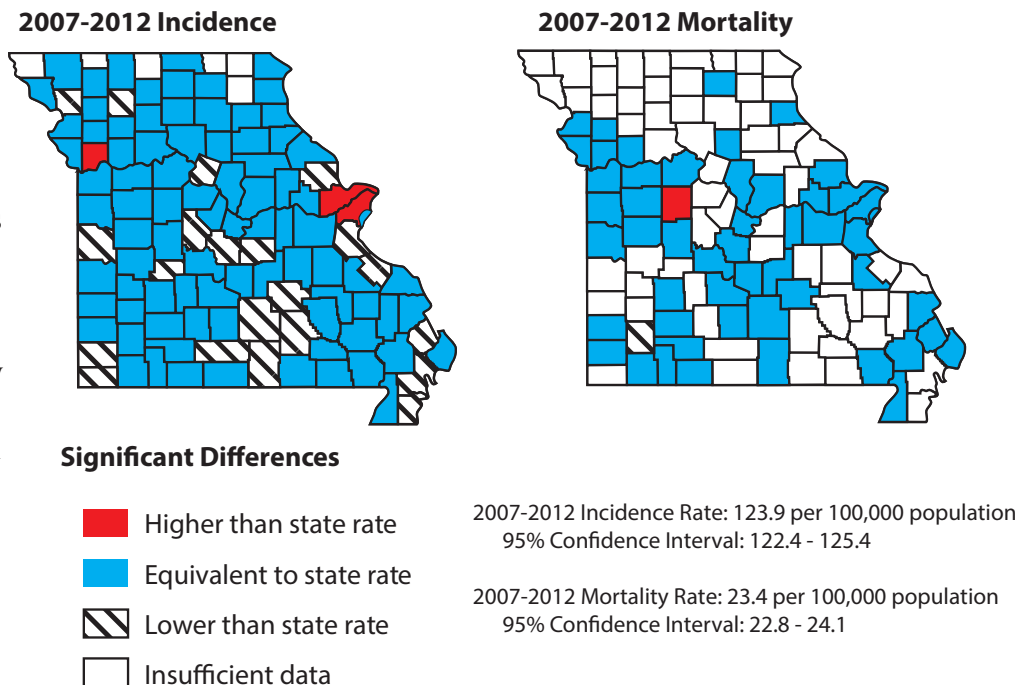 2007-2012 Incidence
2007-2012 Mortality
Significant Differences
Higher than state rate
Equivalent to state rate
Lower than state rate
Insufficient data
2007-2012 Incidence Rate: 123.9 per 100,000 population
95% Confidence Interval: 122.4 - 125.4
2007-2012 Mortality Rate: 23.4 per 100,000 population
95% Confidence Interval: 22.8 - 24.1